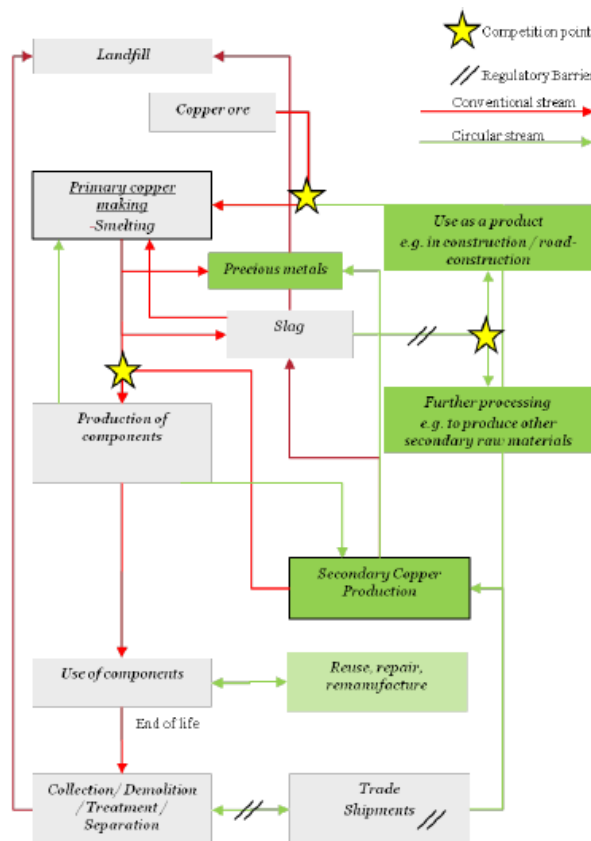 Competition point
Regulatory Barrier
Conventional stream
Circular stream
Landfill
Copper ore
Primary copper
making
-Smelting
Use as a product
e.g. in construction / road-
construction
Precious metals
Slag
Further processing
e.g. to produce other
secondary raw materials
Production of
components
Secondary Copper
Production
Use of components
Reuse, repair,
remanufacture
End of life
Collection/ Demolition
/ Treatment /
Separation
Trade
Shipments